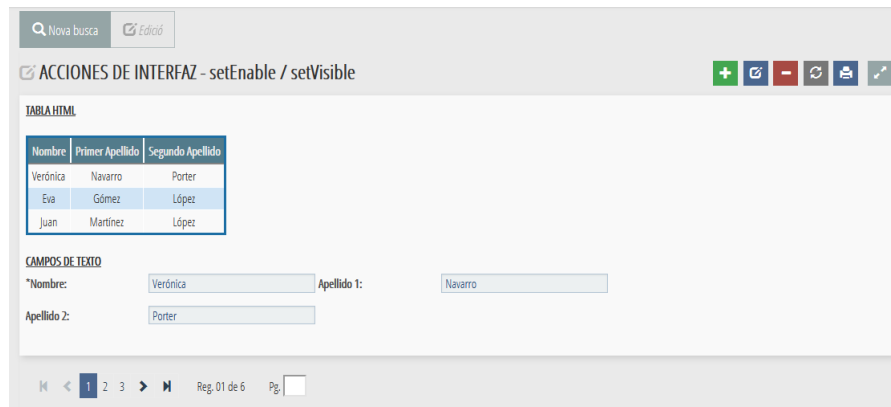 Nova busca Edició
ACCIONES DE INTERFAZ - setEnable / setVisible
TABLA HTML
Nombre Primer Apellido Segundo Apellido
Verónica Navarro Porter
Eva Gómez López
Juan Martínez López
CAMPOS DE TEXTO
*Nombre: Verónica Apellido 1: Navarro
Apellido 2: Porter
1 2 3 Reg. 01 de 6 Pg.